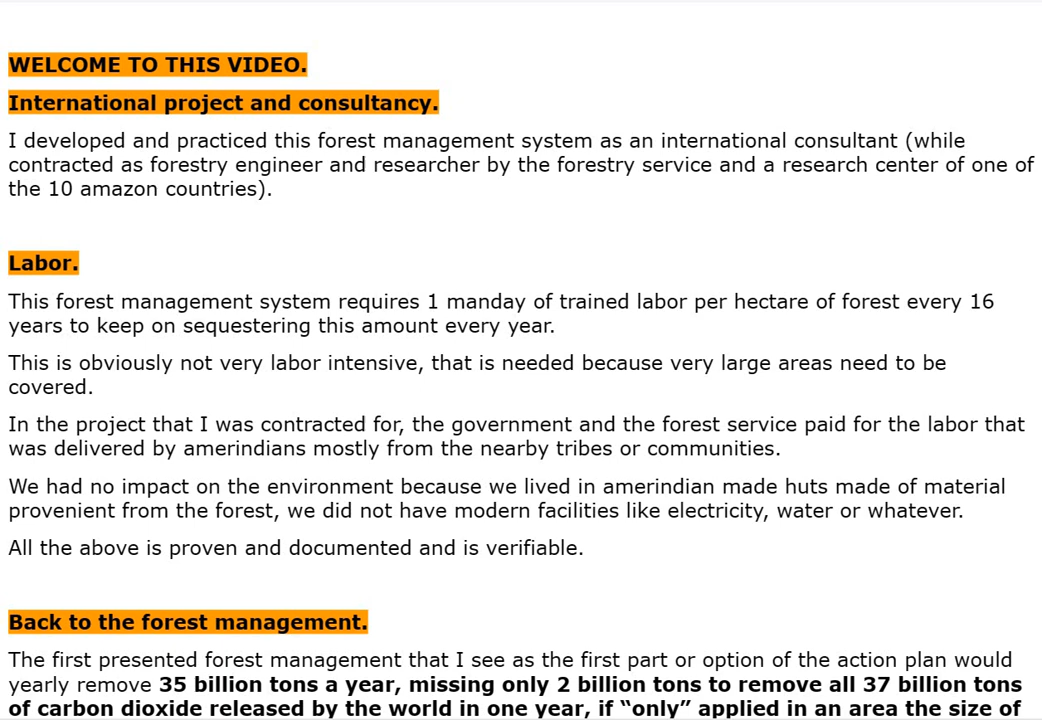 WELCOME TO THIS VIDEO.
International project and consultancy.
I developed and practiced this forest management system as an international consultant (while
contracted as forestry engineer and researcher by the forestry service and a research center of one of
the 10 amazon countries).
Labor.
This forest management system requires 1 manday of trained labor per hectare of forest every 16
years to keep on sequestering this amount every year.
This is obviously not very labor intensive, that is needed because very large areas need to be
covered.
In the project that I was contracted for, the government and the forest service paid for the labor that
was delivered by amerindians mostly from the nearby tribes or communities.
We had no impact on the environment because we lived in amerindian made huts made of material
provenient from the forest, we did not have modern facilities like electricity, water or whatever.
All the above is proven and documented and is verifiable.
Back to the forest management.
The first presented forest management that I see as the first part or option of the action plan would
yearly remove 35 billion tons a year, missing only 2 billion tons to remove all 37 billion tons
of carbon dioxide released by the world in one year, if “only” applied in an area the size of